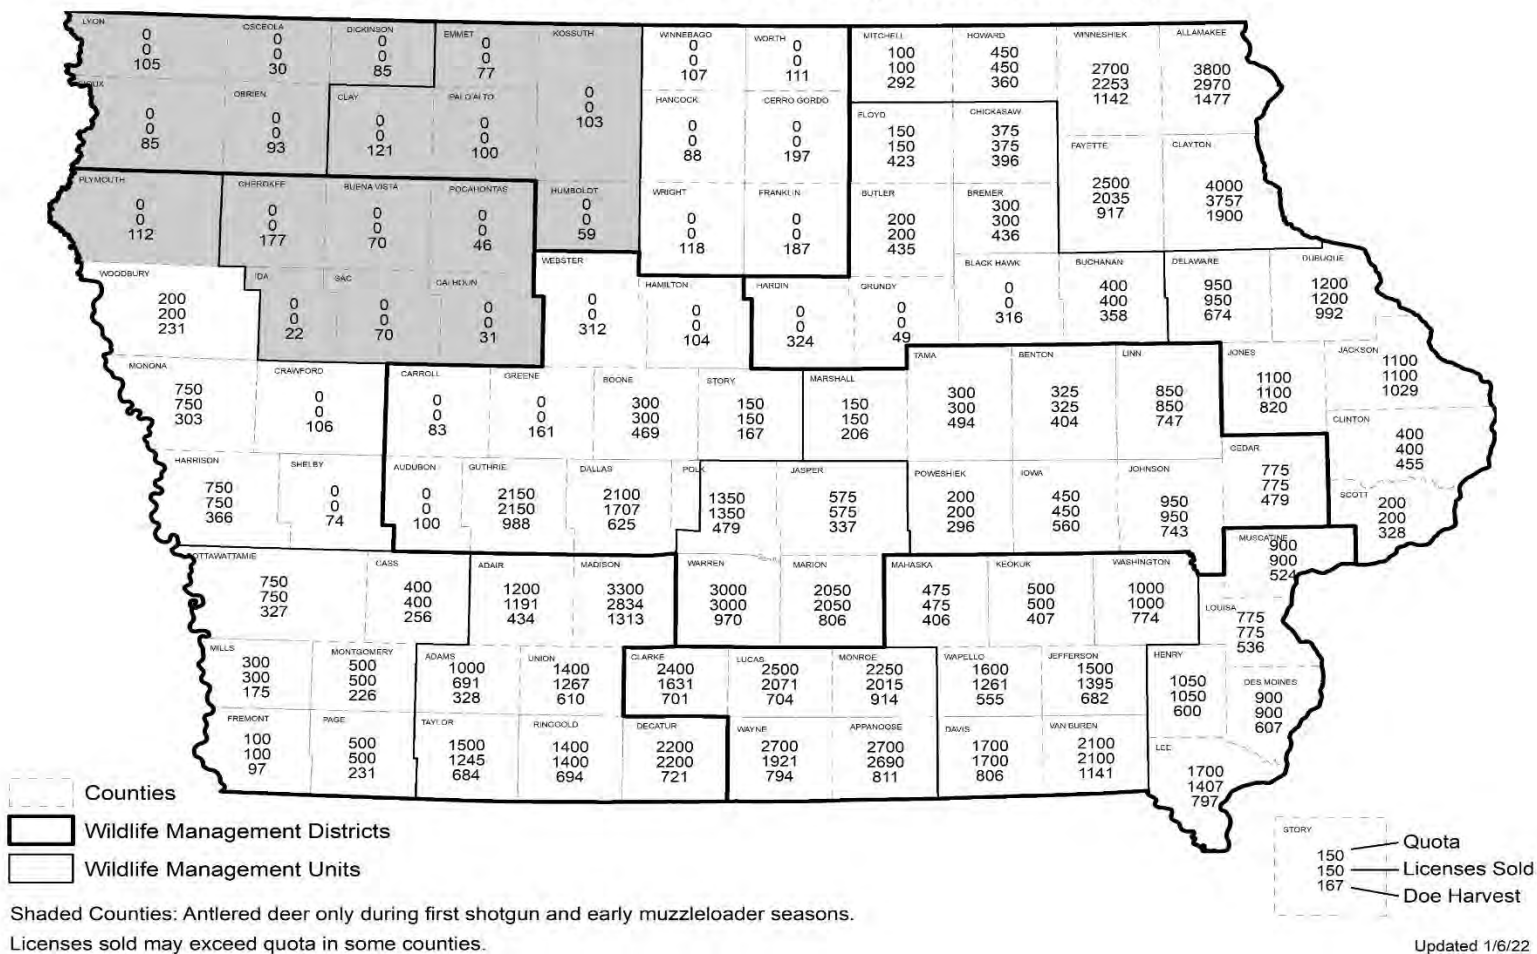 LYON
0
0
105
OSCEOLA
0
0
30
DICKINSON
0
0
85
EMMET
0
0
77
KOSSUTH
0
0
103
WINNEBAGO
0
0
107
WORTH
0
0
111
MITCHELL
100
100
292
HOWARD
450
450
360
WINNESHIEK
2700
2253
1142
ALLAMAKEE
3800
2970
1477
SIOUX
0
0
85
OBRIEN
0
0
93
CLAY
0
0
121
PALO ALTO
0
0
100
HANCOCK
0
0
88
CERRO GORDO
0
0
197
FLOYD
150
150
423
CHICKASAW
375
375
396
FAYETTE
2500
2035
917
CLAYTON
4000
3757
1900
PLYMOUTH
0
0
112
CHEROKEE
0
0
177
BUENA VISTA
0
0
70
POCAHONTAS
0
0
46
HUMBOLDT
0
0
59
WRIGHT
0
0
118
FRANKLIN
0
0
187
BUTLER
200
200
435
BREMER
300
300
436
WOODBURY
200
200
231
IDA
0
0
22
SAC
0
0
70
CALHOUN
0
0
31
WEBSTER
0
0
312
HAMILTON
0
0
104
HARDIN
0
0
324
GRUNDY
0
0
49
BLACK HAWK
0
0
316
BUCHANAN
400
400
358
DELAWARE
950
950
674
DUBUQUE
1200
1200
992
MONONA
750
750
303
CRAWFORD
0
0
106
CARROLL
0
0
83
GREENE
0
0
161
BOONE
300
300
469
STORY
150
150
167
MARSHALL
150
150
206
TAMA
300
300
494
BENTON
325
325
404
LINN
850
850
747
JONES
1100
1100
820
JACKSON
1100
1100
1029
CLINTON
400
400
455
HARRISON
750
750
366
SHELBY
0
0
74
AUDUBON
0
0
100
GUTHRIE
2150
2150
988
DALLAS
2100
1707
625
POLK
1350
1350
479
JASPER
575
575
337
POWESHIEK
200
200
296
IOWA
450
450
560
JOHNSON
950
950
743
CEDAR
775
775
479
SCOTT
200
200
328
POTTAWATTAMIE
750
750
327
CASS
400
400
256
ADAIR
1200
1191
434
MADISON
3300
2834
1313
WARREN
3000
3000
970
MARION
2050
2050
806
MAHASKA
475
475
406
KEOKUK
500
500
407
WASHINGTON
1000
1000
774
MUSCATINE
900
900
524
LOUISA
775
775
536
MILLS
300
300
175
MONTGOMERY
500
500
226
ADAMS
1000
691
328
UNION
1400
1267
610
CLARKE
2400
1631
701
LUCAS
2500
2071
704
MONROE
2250
2015
914
WAPELLO
1600
1261
555
JEFFERSON
1500
1395
682
HENRY
1050
1050
600
DES MOINES
900
900
607
FREMONT
100
100
97
PAGE
500
500
231
TAYLOR
1500
1245
684
RINGGOLD
1400
1400
694
DECATUR
2200
2200
721
WAYNE
2700
1921
794
APPANOOSE
2700
2690
811
DAVIS
1700
1700
806
VAN BUREN
2100
2100
1141
LEE
1700
1407
797
Counties
Wildlife Management Districts
Wildlife Management Units
STORY
150
150
167
Quota
Licenses Sold
Doe Harvest
Shaded Counties: Antlered deer only during first shotgun and early muzzleloader seasons.
Licenses sold may exceed quota in some counties.
Updated 1/6/22